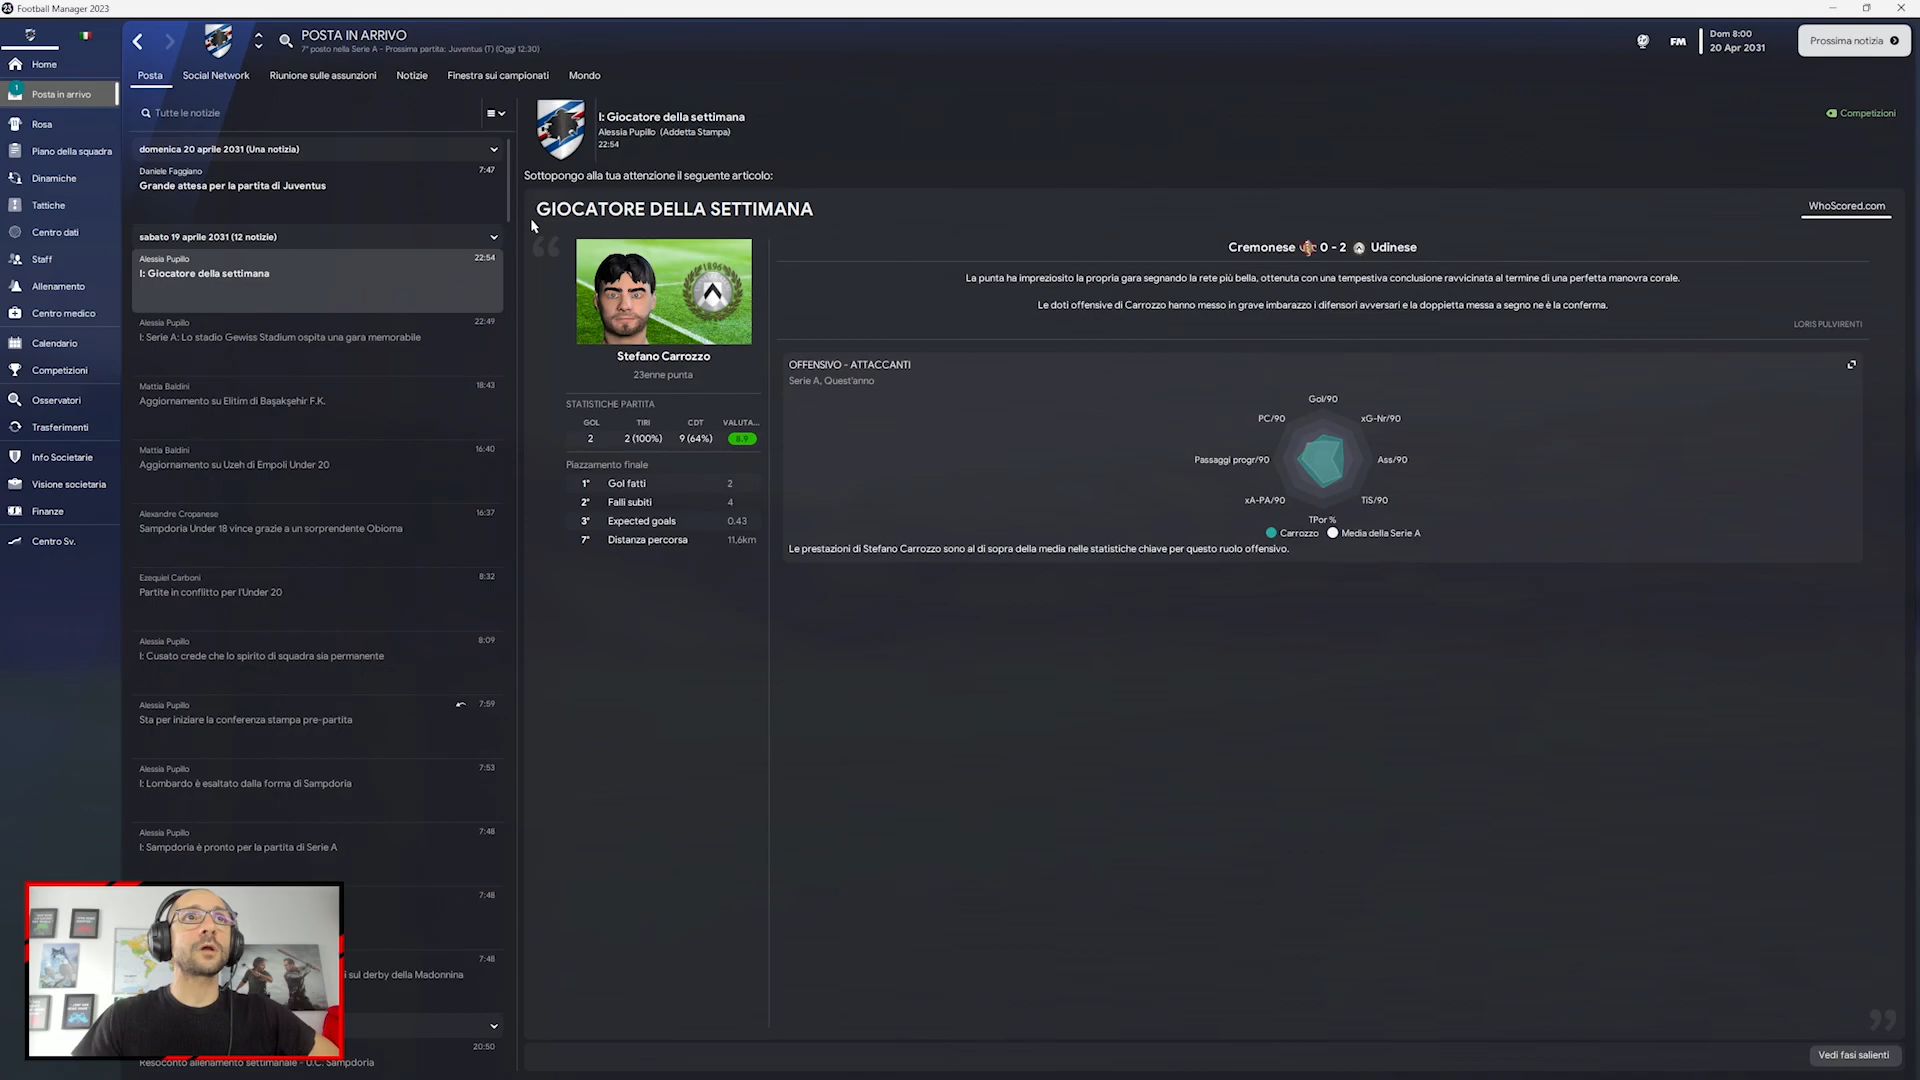 Football Manager 2023
POSTA IN ARRIVO
7° posto nella Serie A - Prossima partita: Juventus (T) (Oggi 12:30)
FM
Dom 8:00
20 Apr 2031
Prossima notizia
Home
1
Posta in arrivo
Rosa
Piano della squadra
Dinamiche
Tattiche
Centro dati
Staff
Allenamento
Centro medico
Calendario
Competizioni
Osservatori
Trasferimenti
Info Societarie
Visione societaria
Finanze
Centro Sv.
Posta
Social Network
Riunione sulle assunzioni
Notizie
Finestra sui campionati
Mondo
Tutte le notizie
domenica 20 aprile 2031 (Una notizia)
Daniele Faggiano 7:47
Grande attesa per la partita di Juventus
sabato 19 aprile 2031 (12 notizie)
Alessia Pupillo 22:54
I: Giocatore della settimana
Alessia Pupillo 22:49
I: Serie A: Lo stadio Gewiss Stadium ospita una gara memorabile
Mattia Baldini 18:43
Aggiornamento su Elitim di Başakşehir F.K.
Mattia Baldini 16:40
Aggiornamento su Uzeh di Empoli Under 20
Alexandre Cropanese 16:37
Sampdoria Under 18 vince grazie a un sorprendente Obioma
Ezequiel Carboni 8:32
Partite in conflitto per l'Under 20
Alessia Pupillo 8:09
I: Cusato crede che lo spirito di squadra sia permanente
Alessia Pupillo 7:59
Sta per iniziare la conferenza stampa pre-partita
Alessia Pupillo 7:53
I: Lombardo è esaltato dalla forma di Sampdoria
Alessia Pupillo 7:48
I: Sampdoria è pronto per la partita di Serie A
7:48
7:48
i sul derby della Madonnina
20:50
Resoconto allenamento settimanale - U.C. Sampdoria
I: Giocatore della settimana
Alessia Pupillo (Addetta Stampa)
22:54
Competizioni
Sottopongo alla tua attenzione il seguente articolo:
GIOCATORE DELLA SETTIMANA
WhoScored.com
Stefano Carrozzo
23enne punta
STATISTICHE PARTITA
GOL TIRI CDT VALUTA...
2 2 (100%) 9 (64%) 8.9
Piazzamento finale
1° Gol fatti 2
2° Falli subiti 4
3° Expected goals 0.43
7° Distanza percorsa 11,6km
Cremonese 0 - 2 Udinese
La punta ha impreziosito la propria gara segnando la rete più bella, ottenuta con una tempestiva conclusione ravvicinata al termine di una perfetta manovra corale.
Le doti offensive di Carrozzo hanno messo in grave imbarazzo i difensori avversari e la doppietta messa a segno ne è la conferma.
LORIS PULVIRENTI
OFFENSIVO - ATTACCANTI
Serie A, Quest'anno
Gol/90
PC/90
xG-Nr/90
Passaggi progr/90
Ass/90
xA-PA/90
TiS/90
TPor %
Carrozzo Media della Serie A
Le prestazioni di Stefano Carrozzo sono al di sopra della media nelle statistiche chiave per questo ruolo offensivo.
Vedi fasi salienti